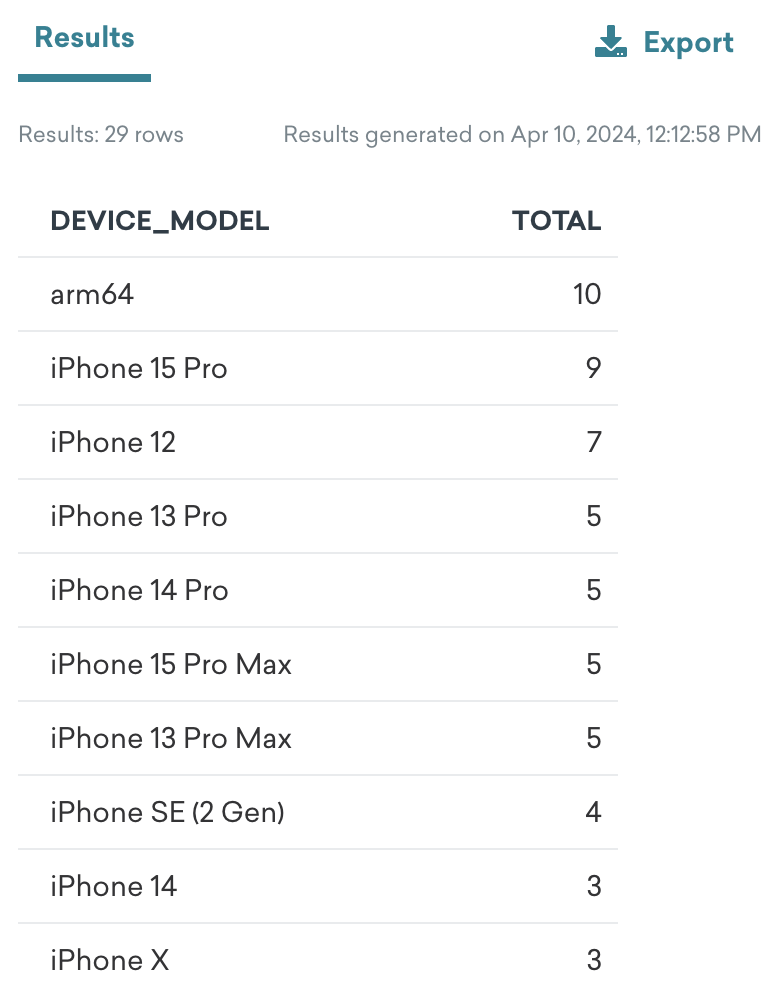 Results
Export
Results: 29 rows
Results generated on Apr 10, 2024, 12:12:58 PM
DEVICE_MODEL TOTAL
arm64 10
iPhone 15 Pro 9
iPhone 12 7
iPhone 13 Pro 5
iPhone 14 Pro 5
iPhone 15 Pro Max 5
iPhone 13 Pro Max 5
iPhone SE (2 Gen) 4
iPhone 14 3
iPhone X 3